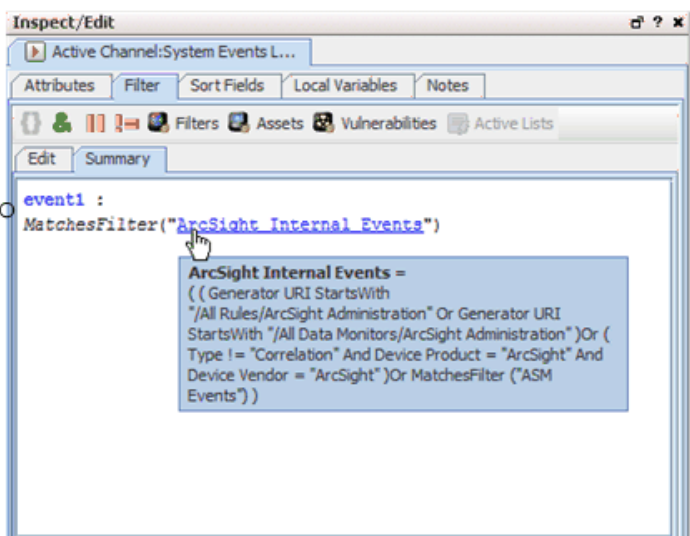 Inspect/Edit
Active Channel:System Events L...
Attributes Filter Sort Fields Local Variables Notes
Filters Assets Vulnerabilities Active Lists
Edit Summary
event1 :
MatchesFilter("ArcSight Internal Events")
ArcSight Internal Events =
( ( Generator URI StartsWith
"/All Rules/ArcSight Administration" Or Generator URI
StartsWith "/All Data Monitors/ArcSight Administration" )Or (
Type != "Correlation" And Device Product = "ArcSight" And
Device Vendor = "ArcSight" )Or MatchesFilter ("ASM
Events") )